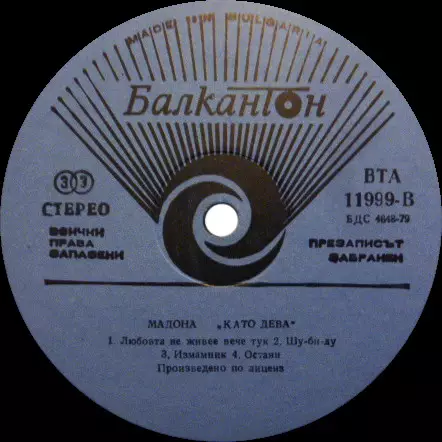 MADE IN BULGARIA
Балкантон
33
СТЕРЕО
ВСИЧКИ
ПРАВА
ЗАПАЗЕНИ
ВТА
11999-В
БДС 4648-79
ПРЕЗАПИСЪТ
ЗАБРАНЕН
МАДОНА „КАТО ДЕВА"
1. Любовта не живее вече тук 2. Шу-би-ду
3, Измамник 4. Остани
Произведено по лиценз